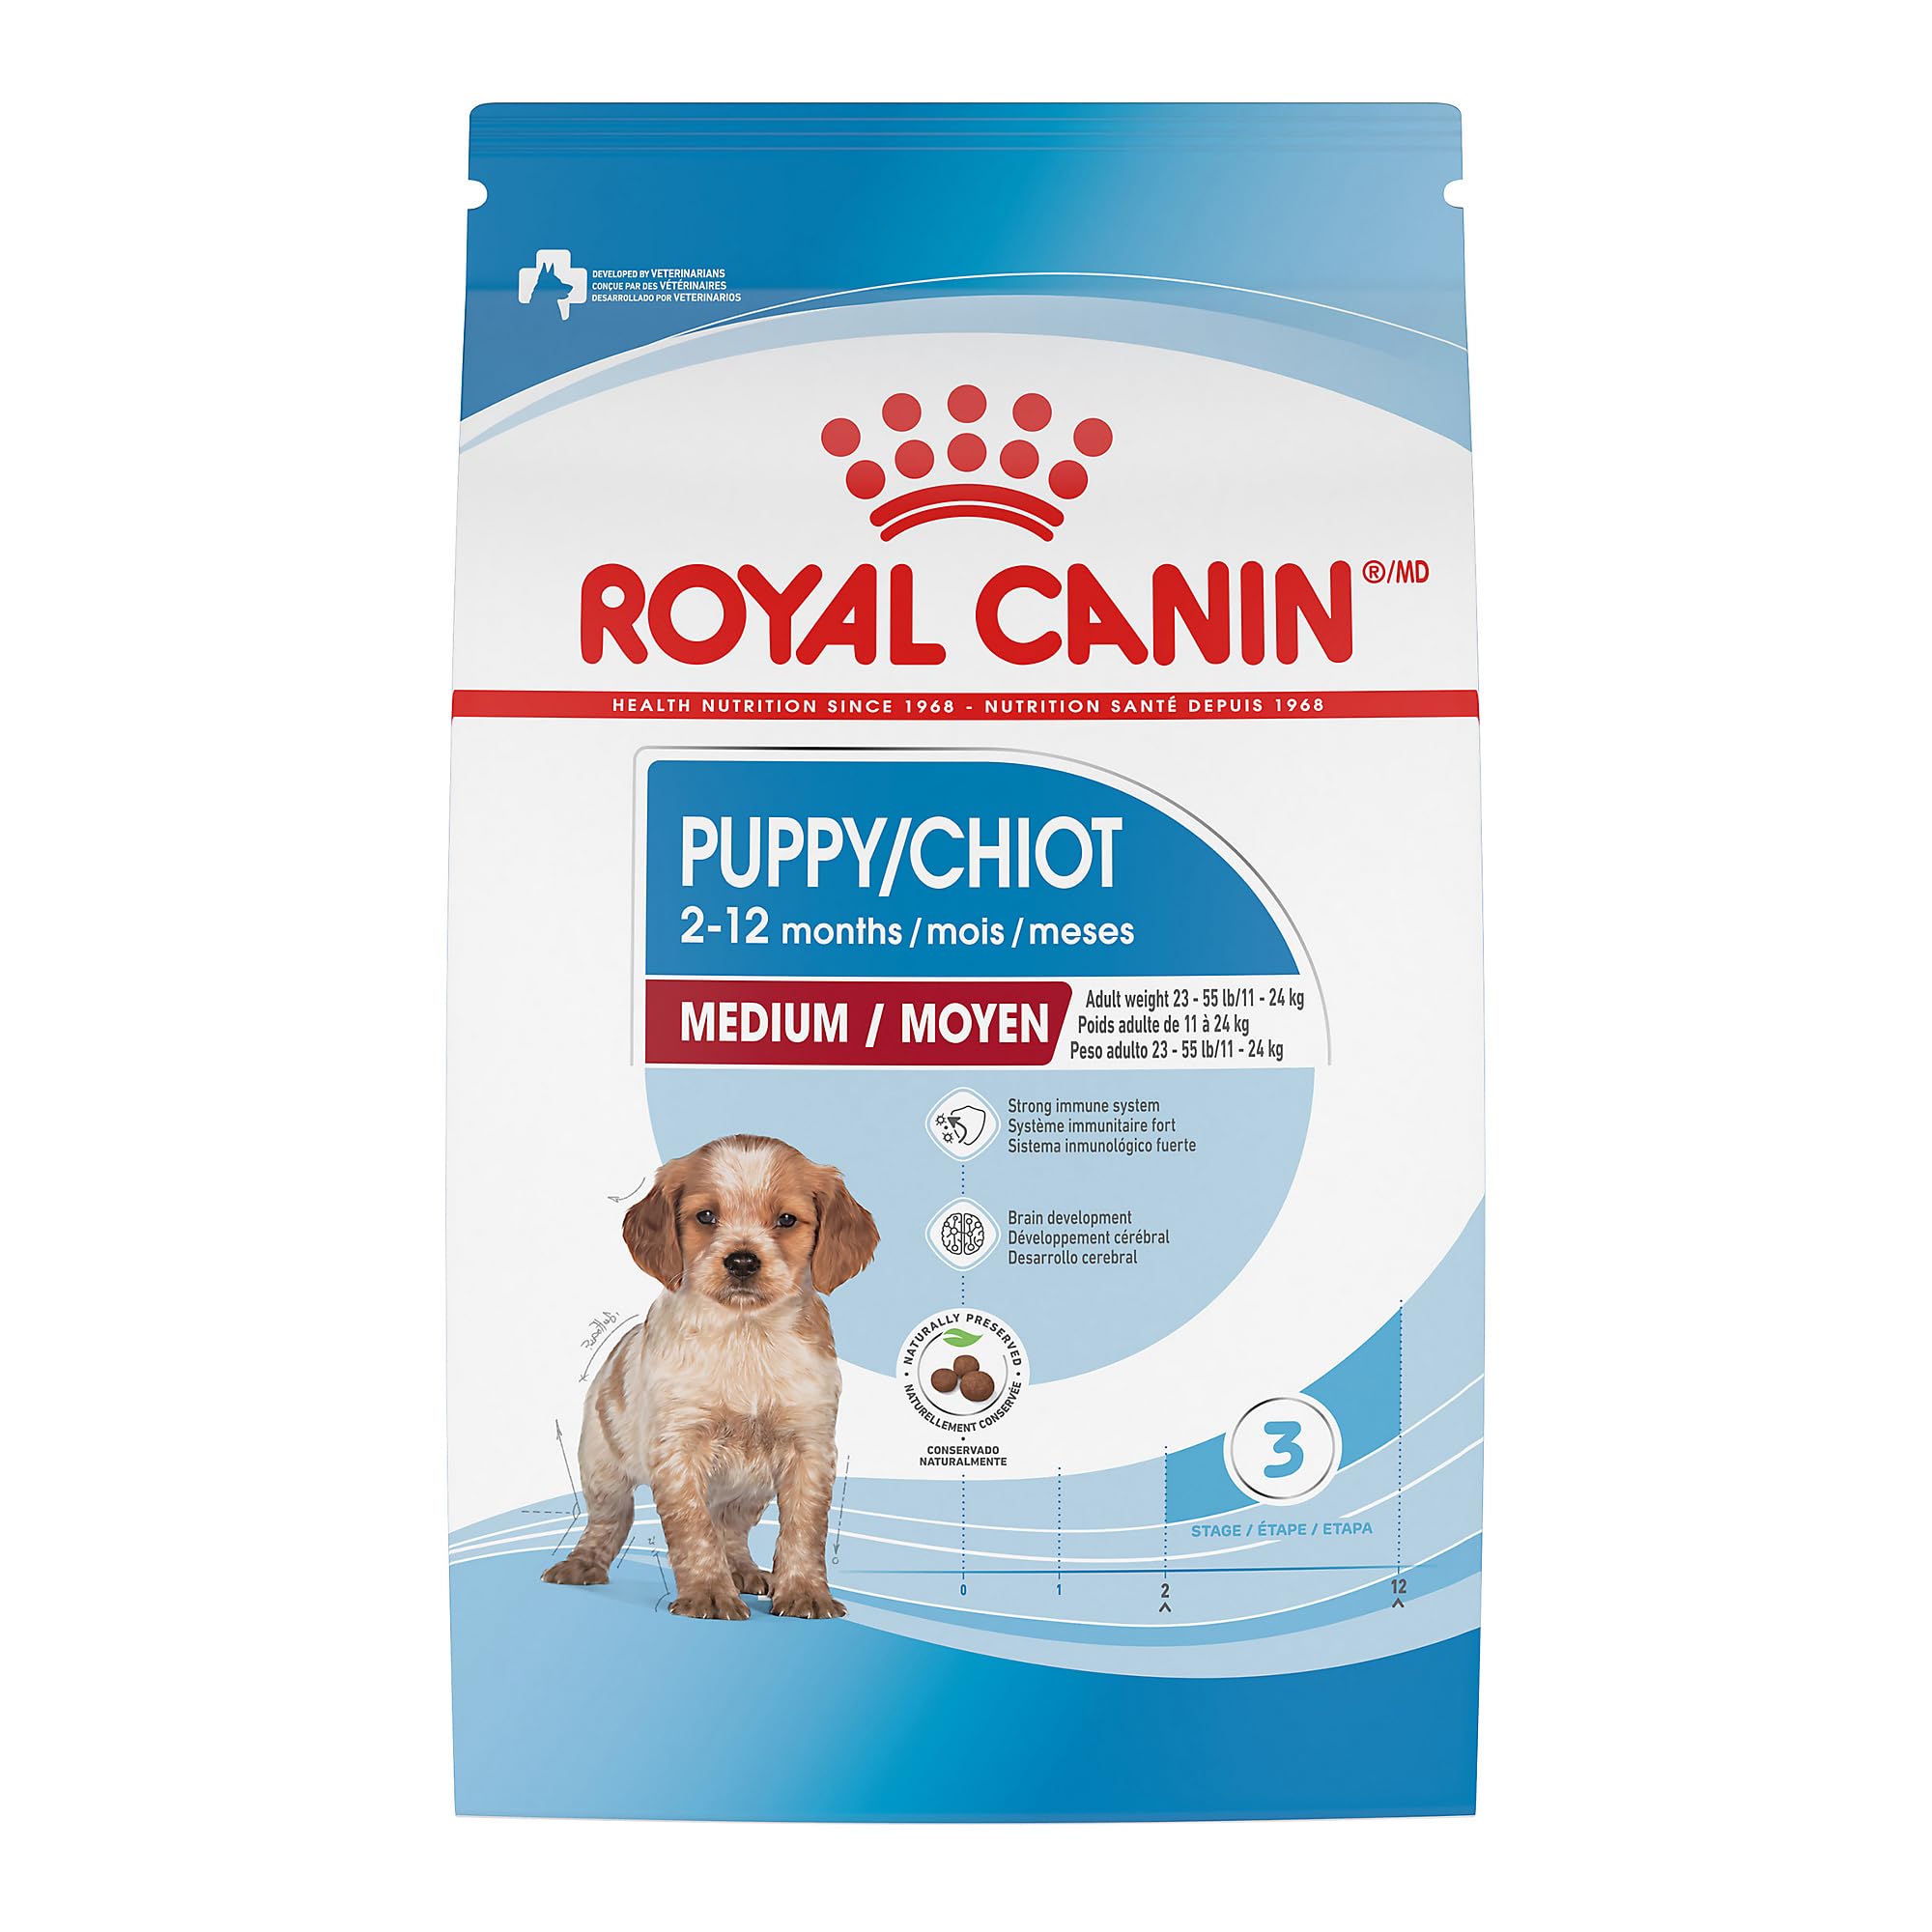 DEVELOPED BY VETERINARIANS
CONÇUE PAR DES VÉTÉRINAIRES
DESARROLLADO POR VETERINARIOS
ROYAL CANIN®/MD
HEALTH NUTRITION SINCE 1968 - NUTRITION SANTÉ DEPUIS 1968
PUPPY/CHIOT
2-12 months / mois / meses
MEDIUM / MOYEN
Adult weight 23 - 55 lb/11 - 24 kg
Poids adulte de 11 à 24 kg
Peso adulto 23 - 55 lb/11 - 24 kg
Strong immune system
Système immunitaire fort
Sistema inmunológico fuerte
Brain development
Développement cérébral
Desarrollo cerebral
• NATURALLY PRESERVED •
NATURELLEMENT CONSERVÉE
•
CONSERVADO
NATURALMENTE
3
STAGE / ÉTAPE / ETAPA
0 1 2 12